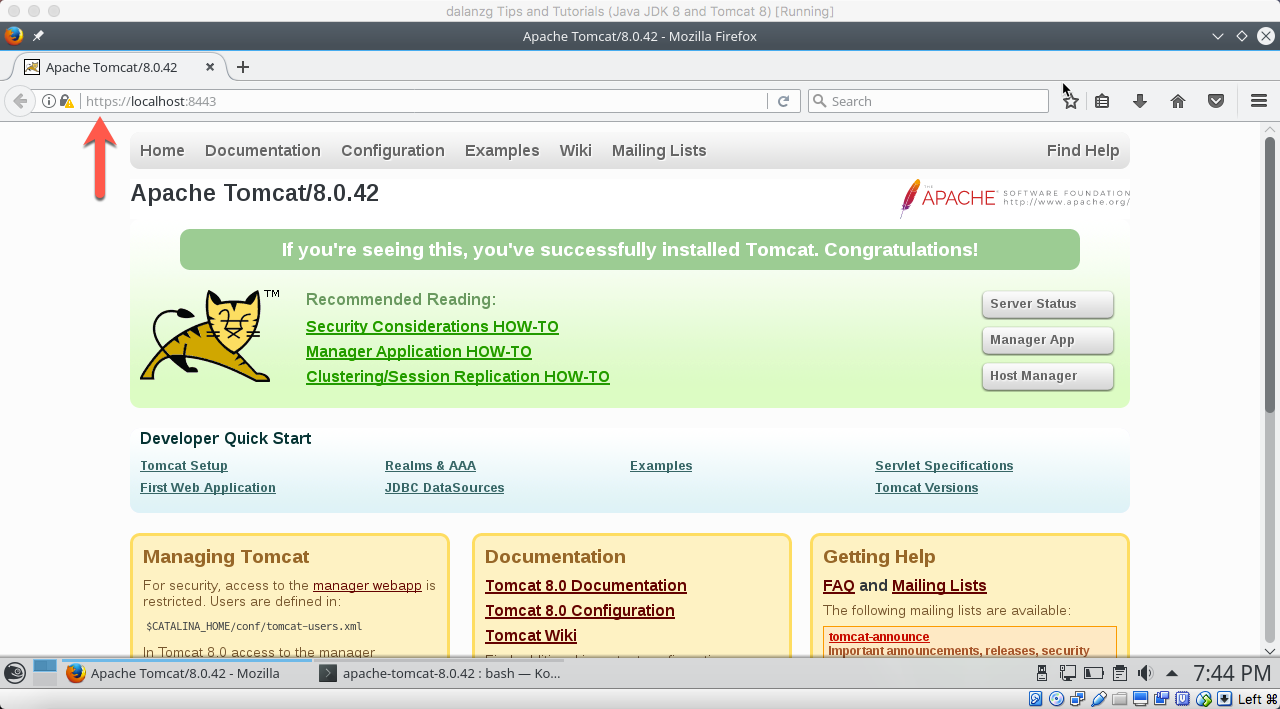 dalanzg Tips and Tutorials (Java JDK 8 and Tomcat 8) [Running]
Apache Tomcat/8.0.42 - Mozilla Firefox
Apache Tomcat/8.0.42
https://localhost:8443
Search
Home Documentation Configuration Examples Wiki Mailing Lists Find Help
Apache Tomcat/8.0.42
THE APACHE SOFTWARE FOUNDATION
http://www.apache.org/
If you're seeing this, you've successfully installed Tomcat. Congratulations!
TM
Recommended Reading:
Security Considerations HOW-TO
Manager Application HOW-TO
Clustering/Session Replication HOW-TO
Server Status
Manager App
Host Manager
Developer Quick Start
Tomcat Setup
First Web Application
Realms & AAA
JDBC DataSources
Examples
Servlet Specifications
Tomcat Versions
Managing Tomcat
For security, access to the manager webapp is
restricted. Users are defined in:
$CATALINA_HOME/conf/tomcat-users.xml
In Tomcat 8.0 access to the manager
Documentation
Tomcat 8.0 Documentation
Tomcat 8.0 Configuration
Tomcat Wiki
Getting Help
FAQ and Mailing Lists
The following mailing lists are available:
tomcat-announce
Important announcements, releases, security
Apache Tomcat/8.0.42 - Mozilla
apache-tomcat-8.0.42 : bash — Ko...
7:44 PM
Left ⌘